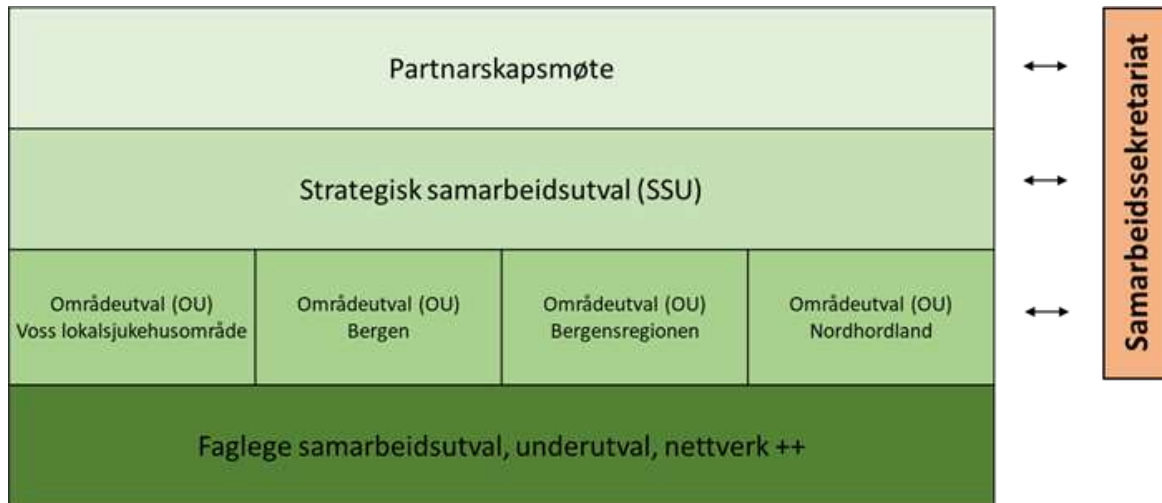 Partnarskapsmøte
Strategisk samarbeidsutval (SSU)
Områdeutval (OU)
Voss lokalsjukehusområde
Områdeutval (OU)
Bergen
Områdeutval (OU)
Bergensregionen
Områdeutval (OU)
Nordhordland
Faglege samarbeidsutval, underutval, nettverk ++
Samarbeidssekretariat